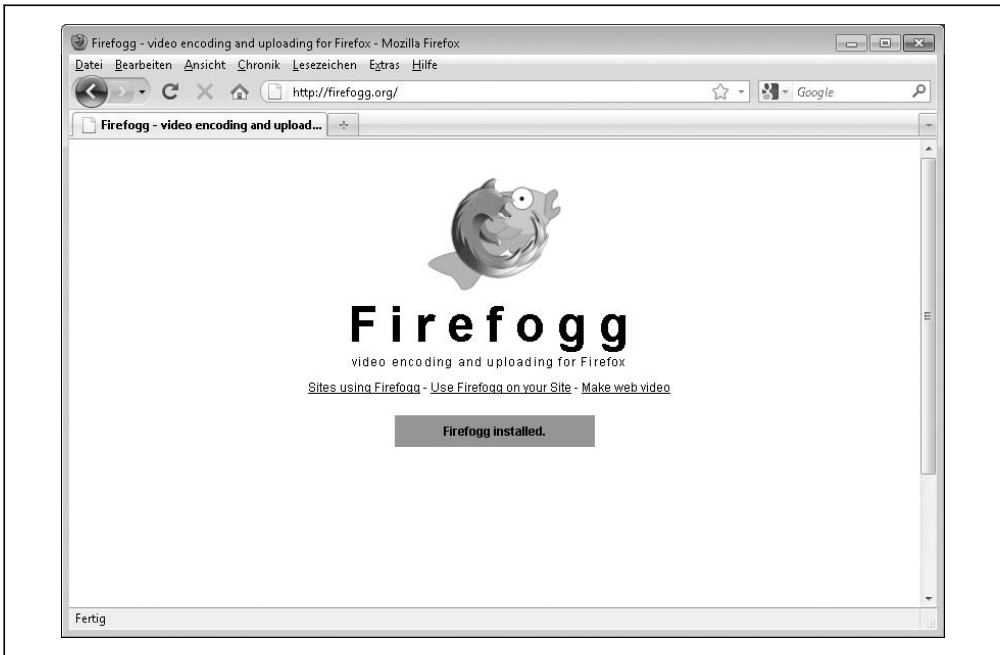 Firefogg - video encoding and uploading for Firefox - Mozilla Firefox
Datei Bearbeiten Ansicht Chronik Lesezeichen Extras Hilfe
http://firefogg.org/ Google
Firefogg - video encoding and upload...
Firefogg
video encoding and uploading for Firefox
Sites using Firefogg - Use Firefogg on your Site - Make web video
Firefogg installed.
Fertig